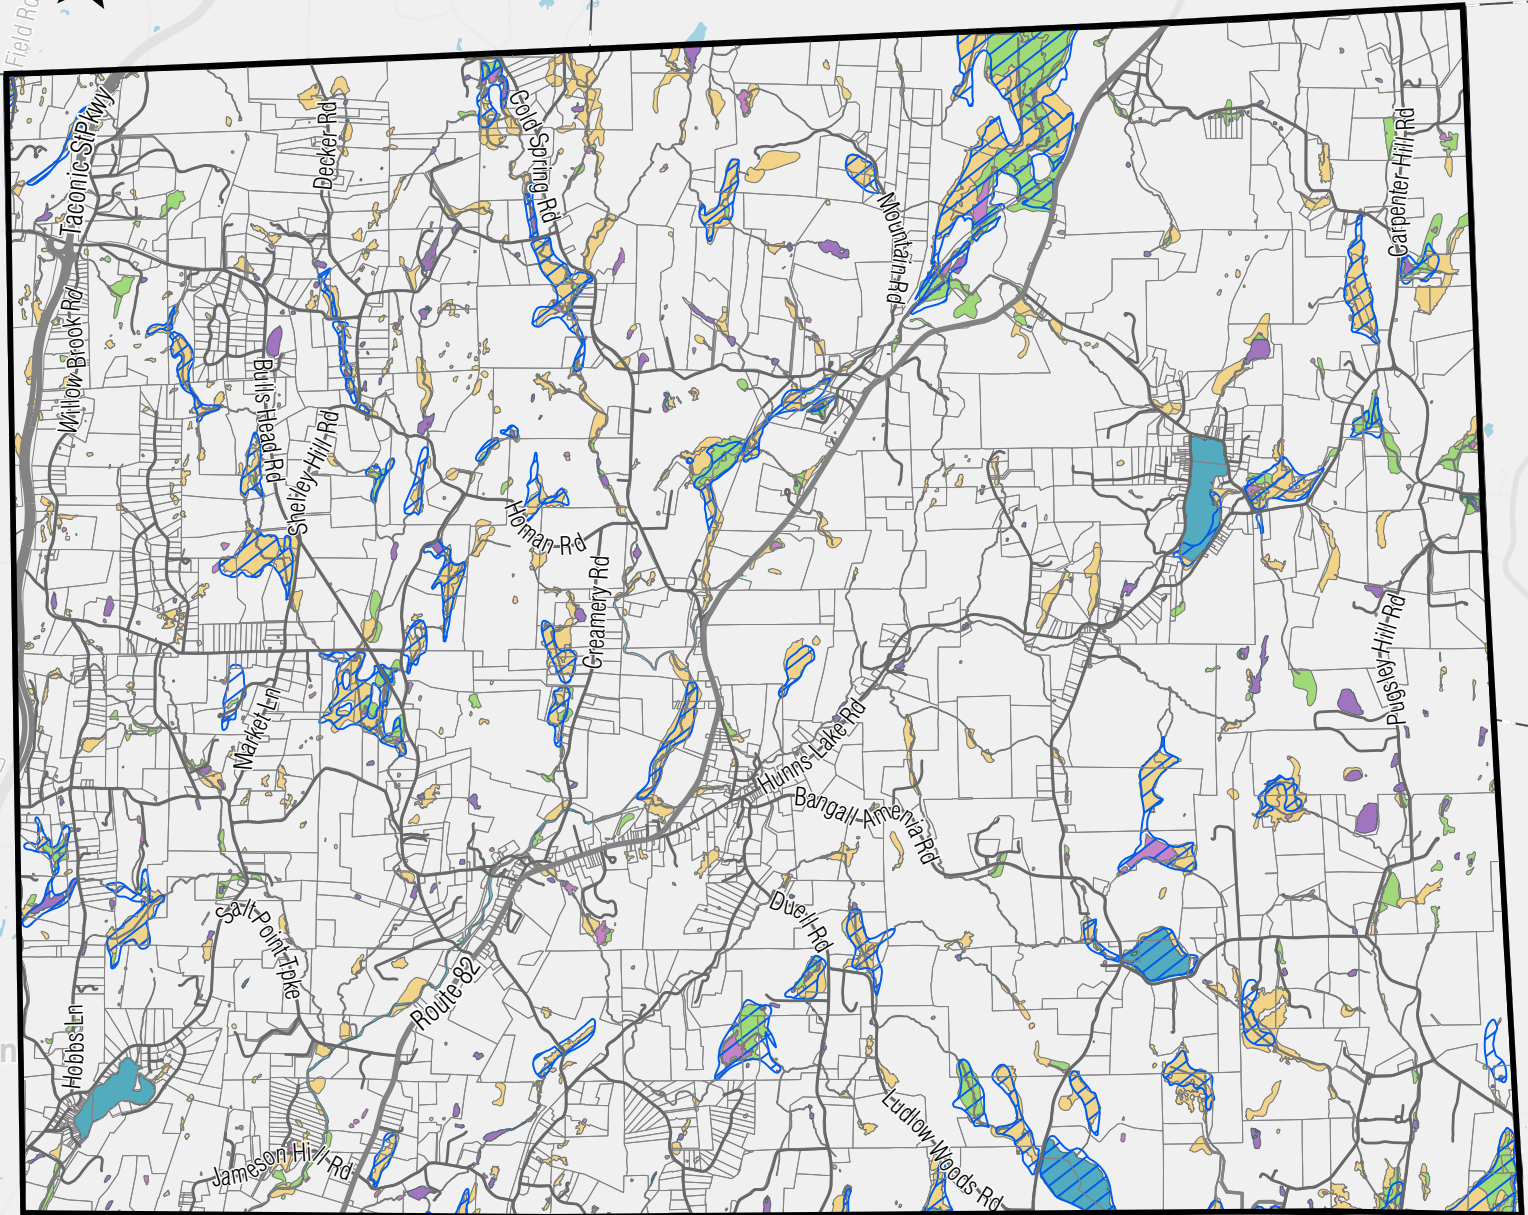 Field Rd
Taconic St Pkwy
Decker Rd
Cold Spring Rd
Mountain Rd
Carpenter Hill Rd
Willow Brook Rd
Bulls Head Rd
Shelley Hill Rd
Homan Rd
Creamery Rd
Pugsley Hill Rd
Market Ln
Hunns Lake Rd
Bangall Amenia Rd
Salt Point Tpke
Duell Rd
Route 82
Hobbs Ln
Ludlow Woods Rd
Jameson Hill Rd